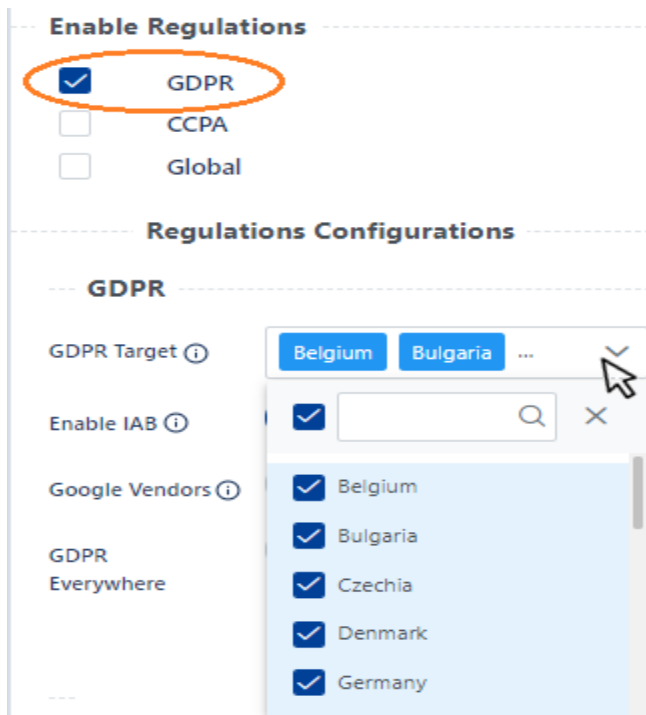 Enable Regulations
GDPR
CCPA
Global
Regulations Configurations
GDPR
GDPR Target
Belgium Bulgaria ...
Enable IAB
Google Vendors
Belgium
Bulgaria
GDPR
Everywhere
Czechia
Denmark
Germany